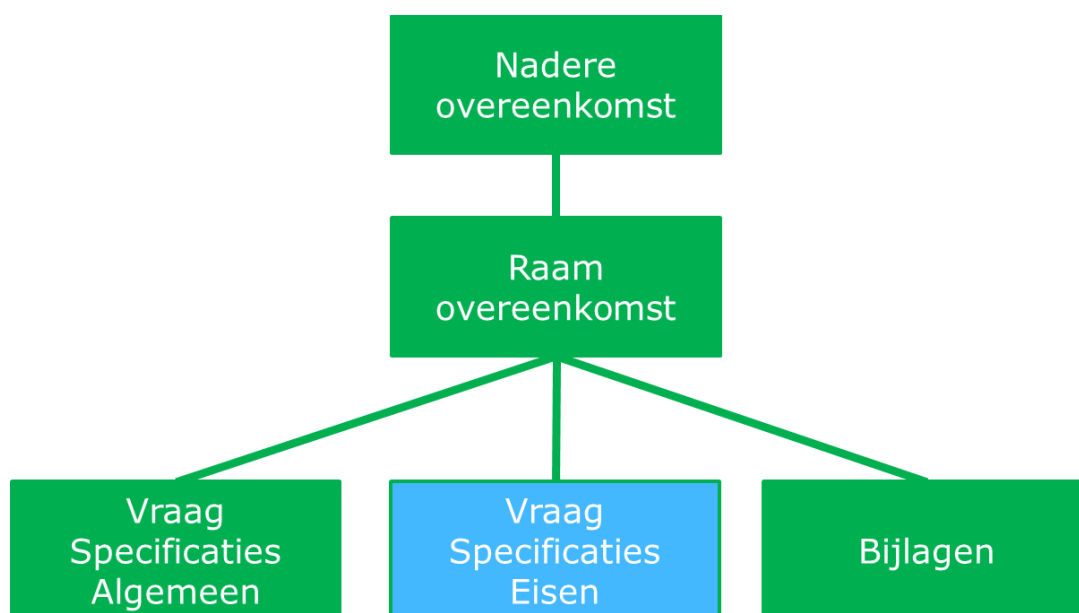 Nadere
overeenkomst
Raam
overeenkomst
Vraag
Specificaties
Algemeen
Vraag
Specificaties
Eisen
Bijlagen